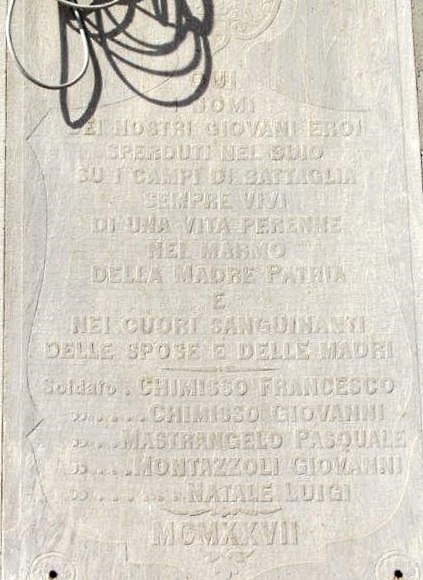 QUI
I NOMI
DEI NOSTRI GIOVANI EROI
SPERDUTI NEL BUIO
SU I CAMPI DI BATTAGLIA
SEMPRE VIVI
DI UNA VITA PERENNE
NEL MARMO
DELLA MADRE PATRIA
E
NEI CUORI SANGUINANTI
DELLE SPOSE E DELLE MADRI
Soldato: CHIMISSO FRANCESCO
» . . . . CHIMISSO GIOVANNI
» . . . MASTRANGELO PASQUALE
» . . . MONTAZZOLI GIOVANNI
» . . . . . . . NATALE LUIGI
MCMXXVII